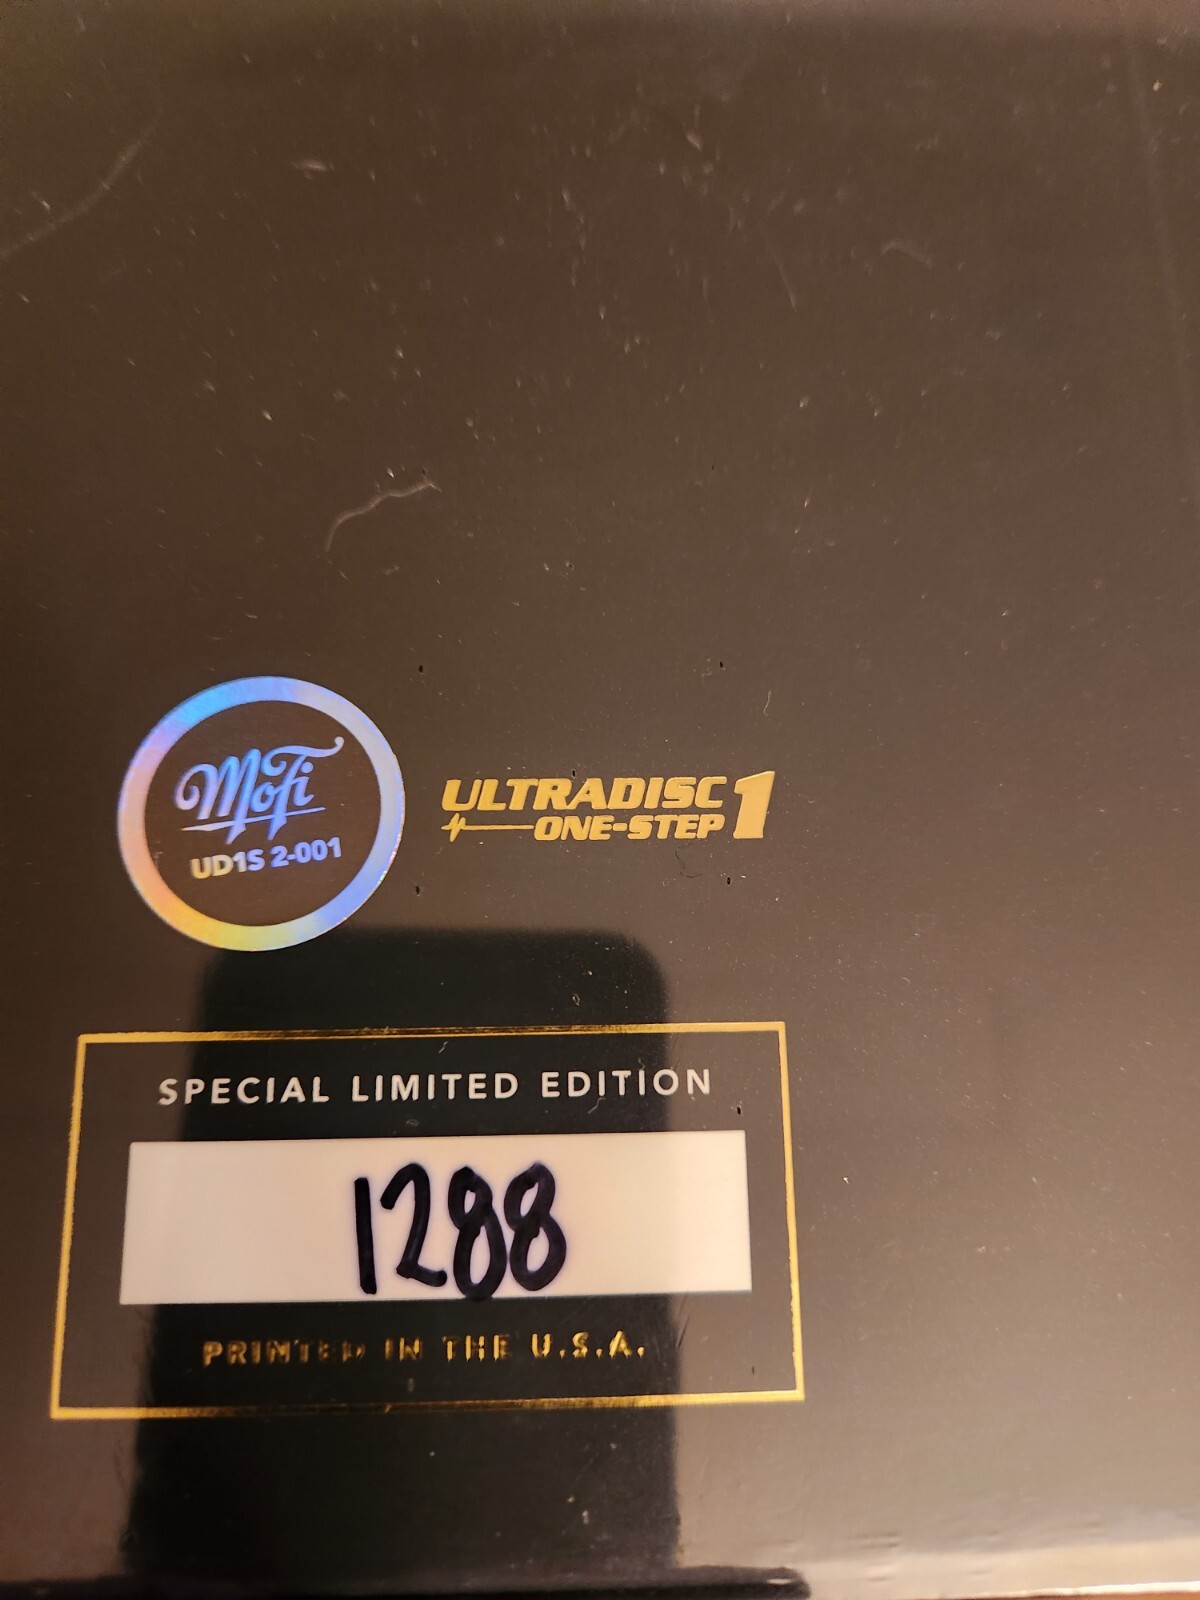 MoFi
UD1S 2-001
ULTRADISC 1
ONE-STEP
SPECIAL LIMITED EDITION
1288
PRINTED IN THE U.S.A.